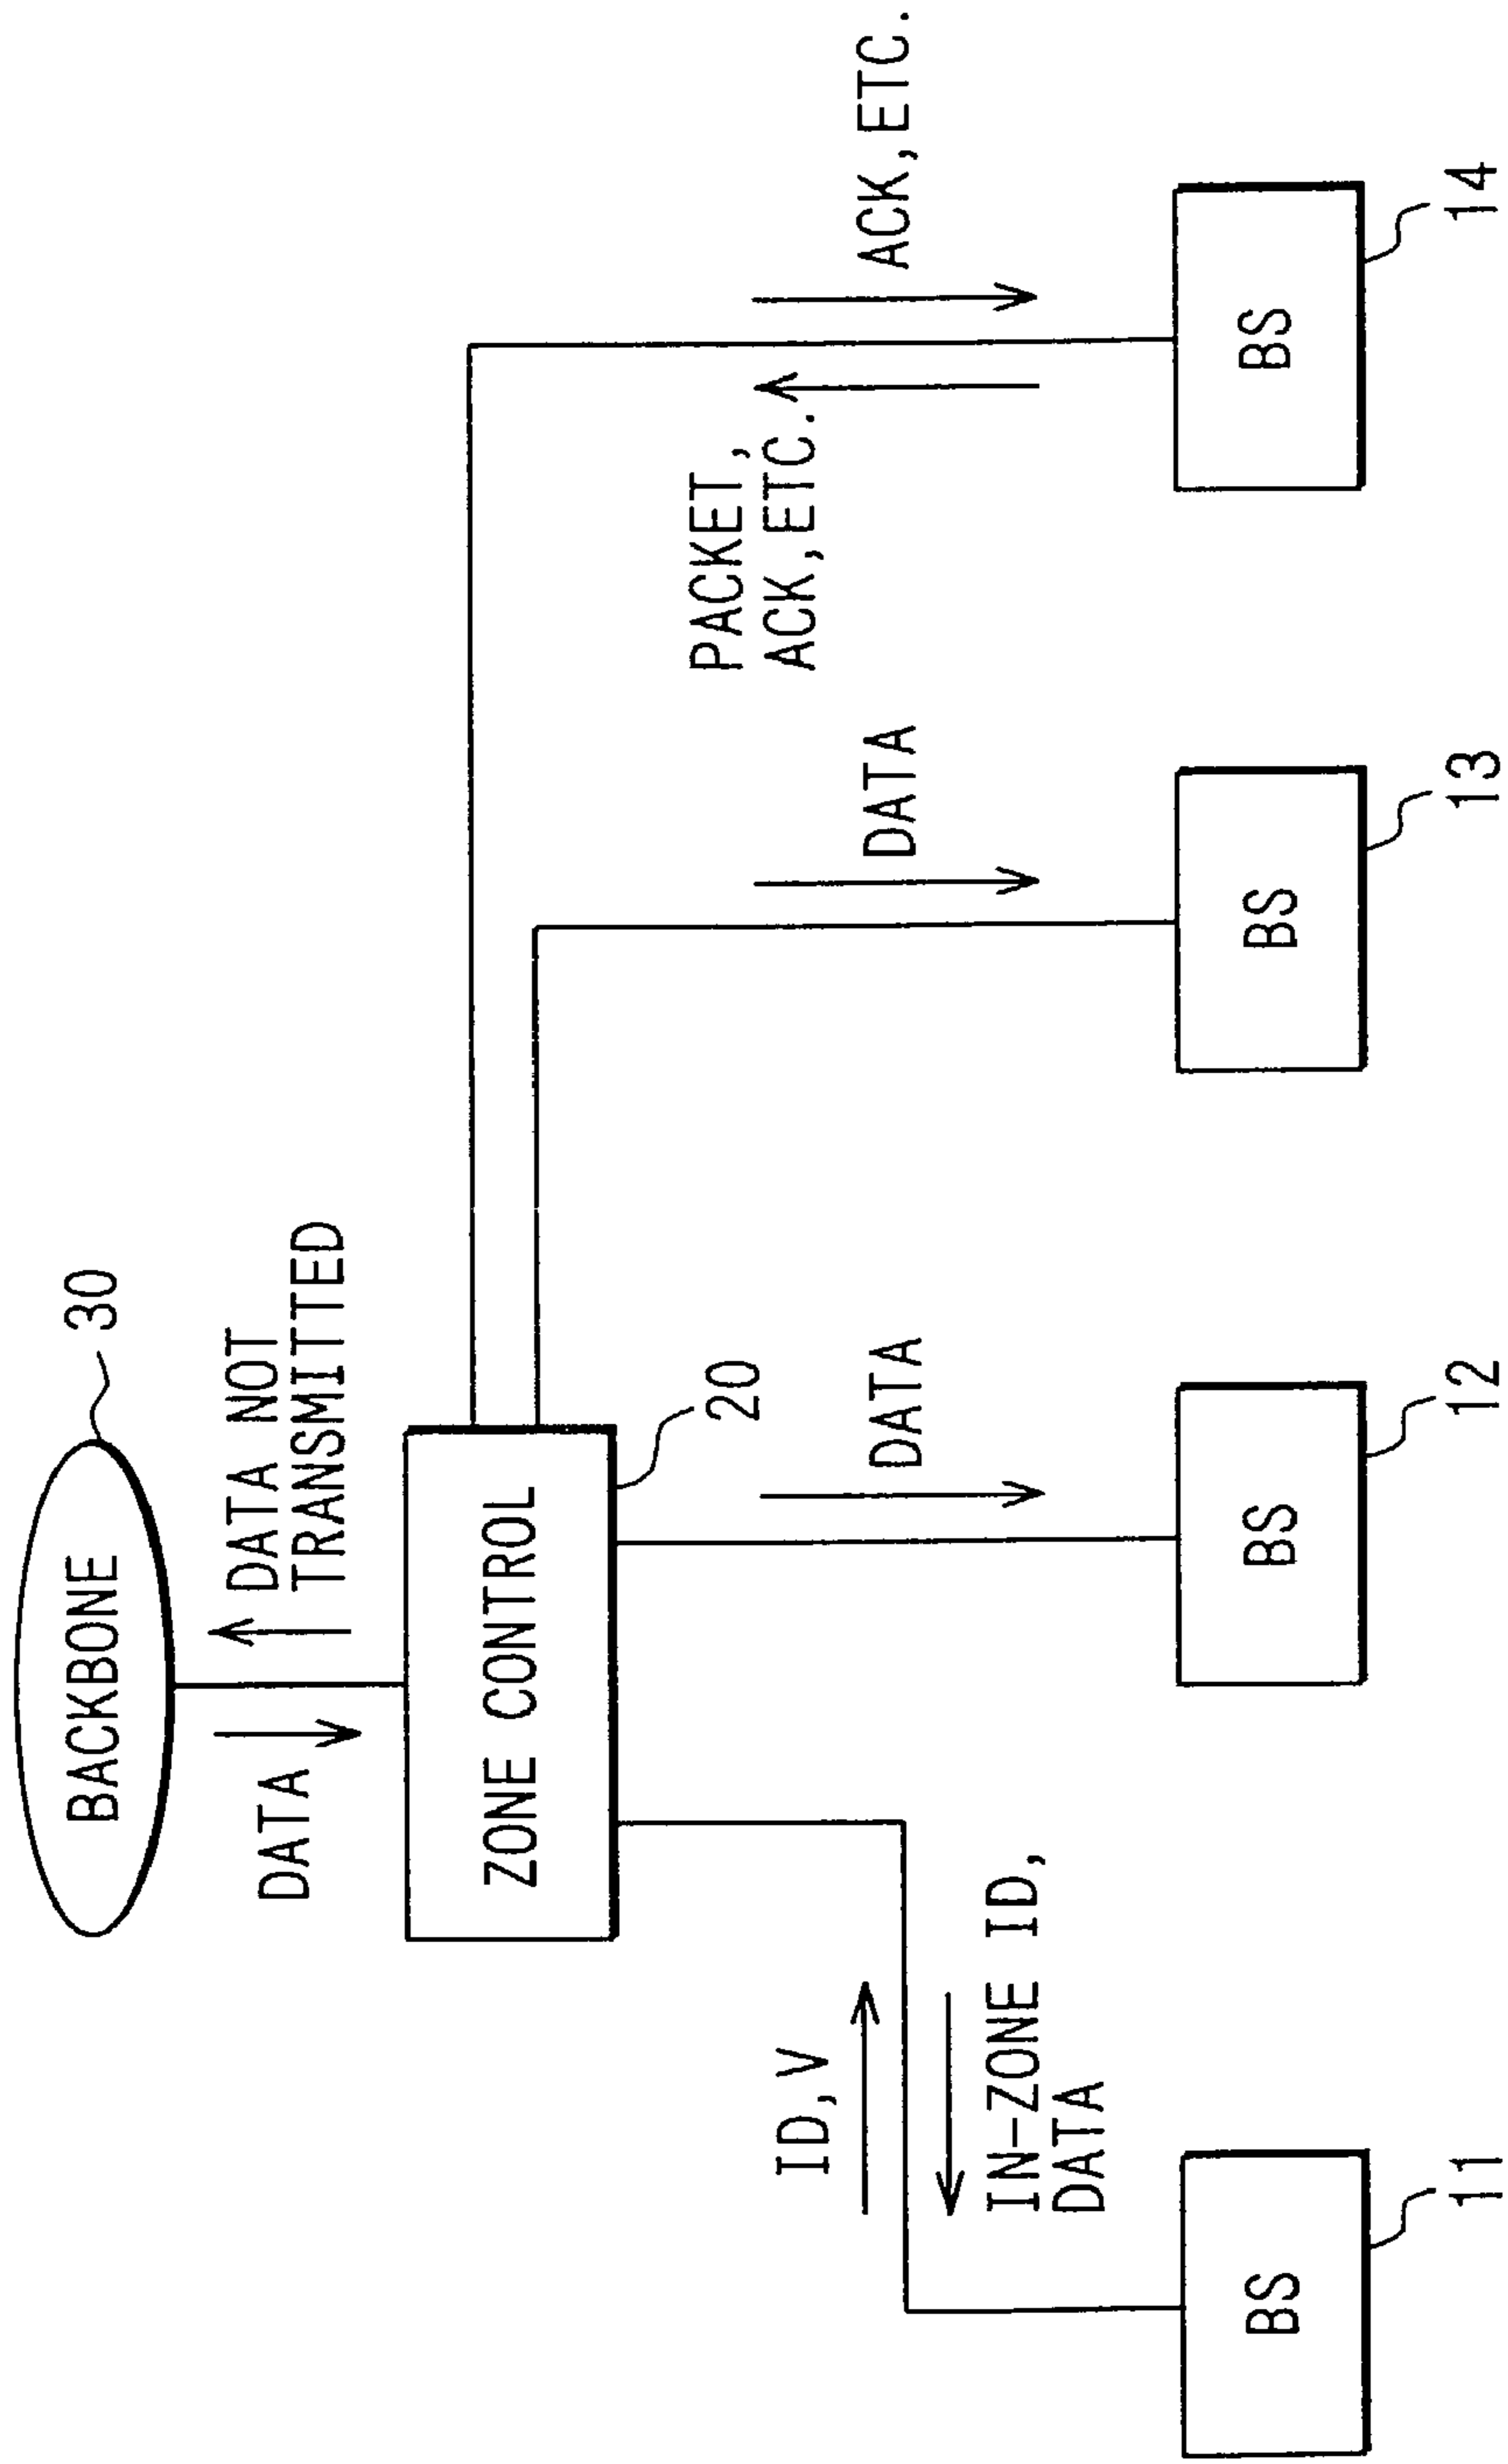 BACKBONE
30
DATA
DATA NOT
TRANSMITTED
ZONE CONTROL
20
ID,V
IN-ZONE ID,
DATA
DATA
DATA
PACKET,
ACK,ETC.
ACK,ETC.
BS
11
BS
12
BS
13
BS
14